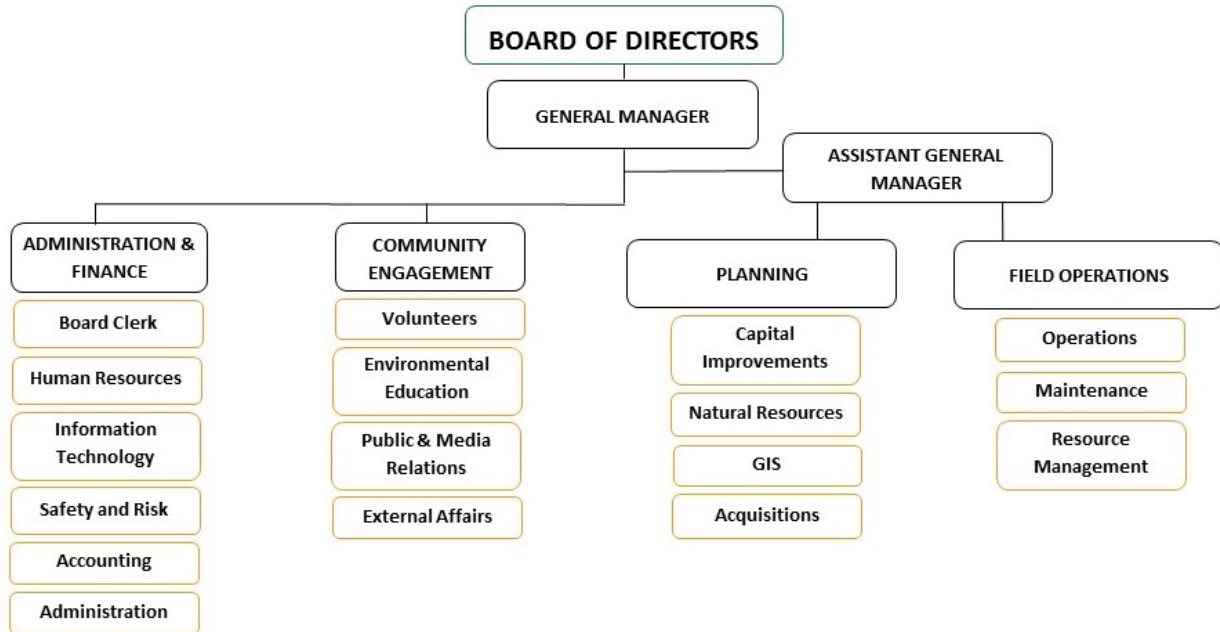 BOARD OF DIRECTORS
GENERAL MANAGER
ASSISTANT GENERAL
MANAGER
ADMINISTRATION &
FINANCE
Board Clerk
Human Resources
Information
Technology
Safety and Risk
Accounting
Administration
COMMUNITY
ENGAGEMENT
Volunteers
Environmental
Education
Public & Media
Relations
External Affairs
PLANNING
Capital
Improvements
Natural Resources
GIS
Acquisitions
FIELD OPERATIONS
Operations
Maintenance
Resource
Management